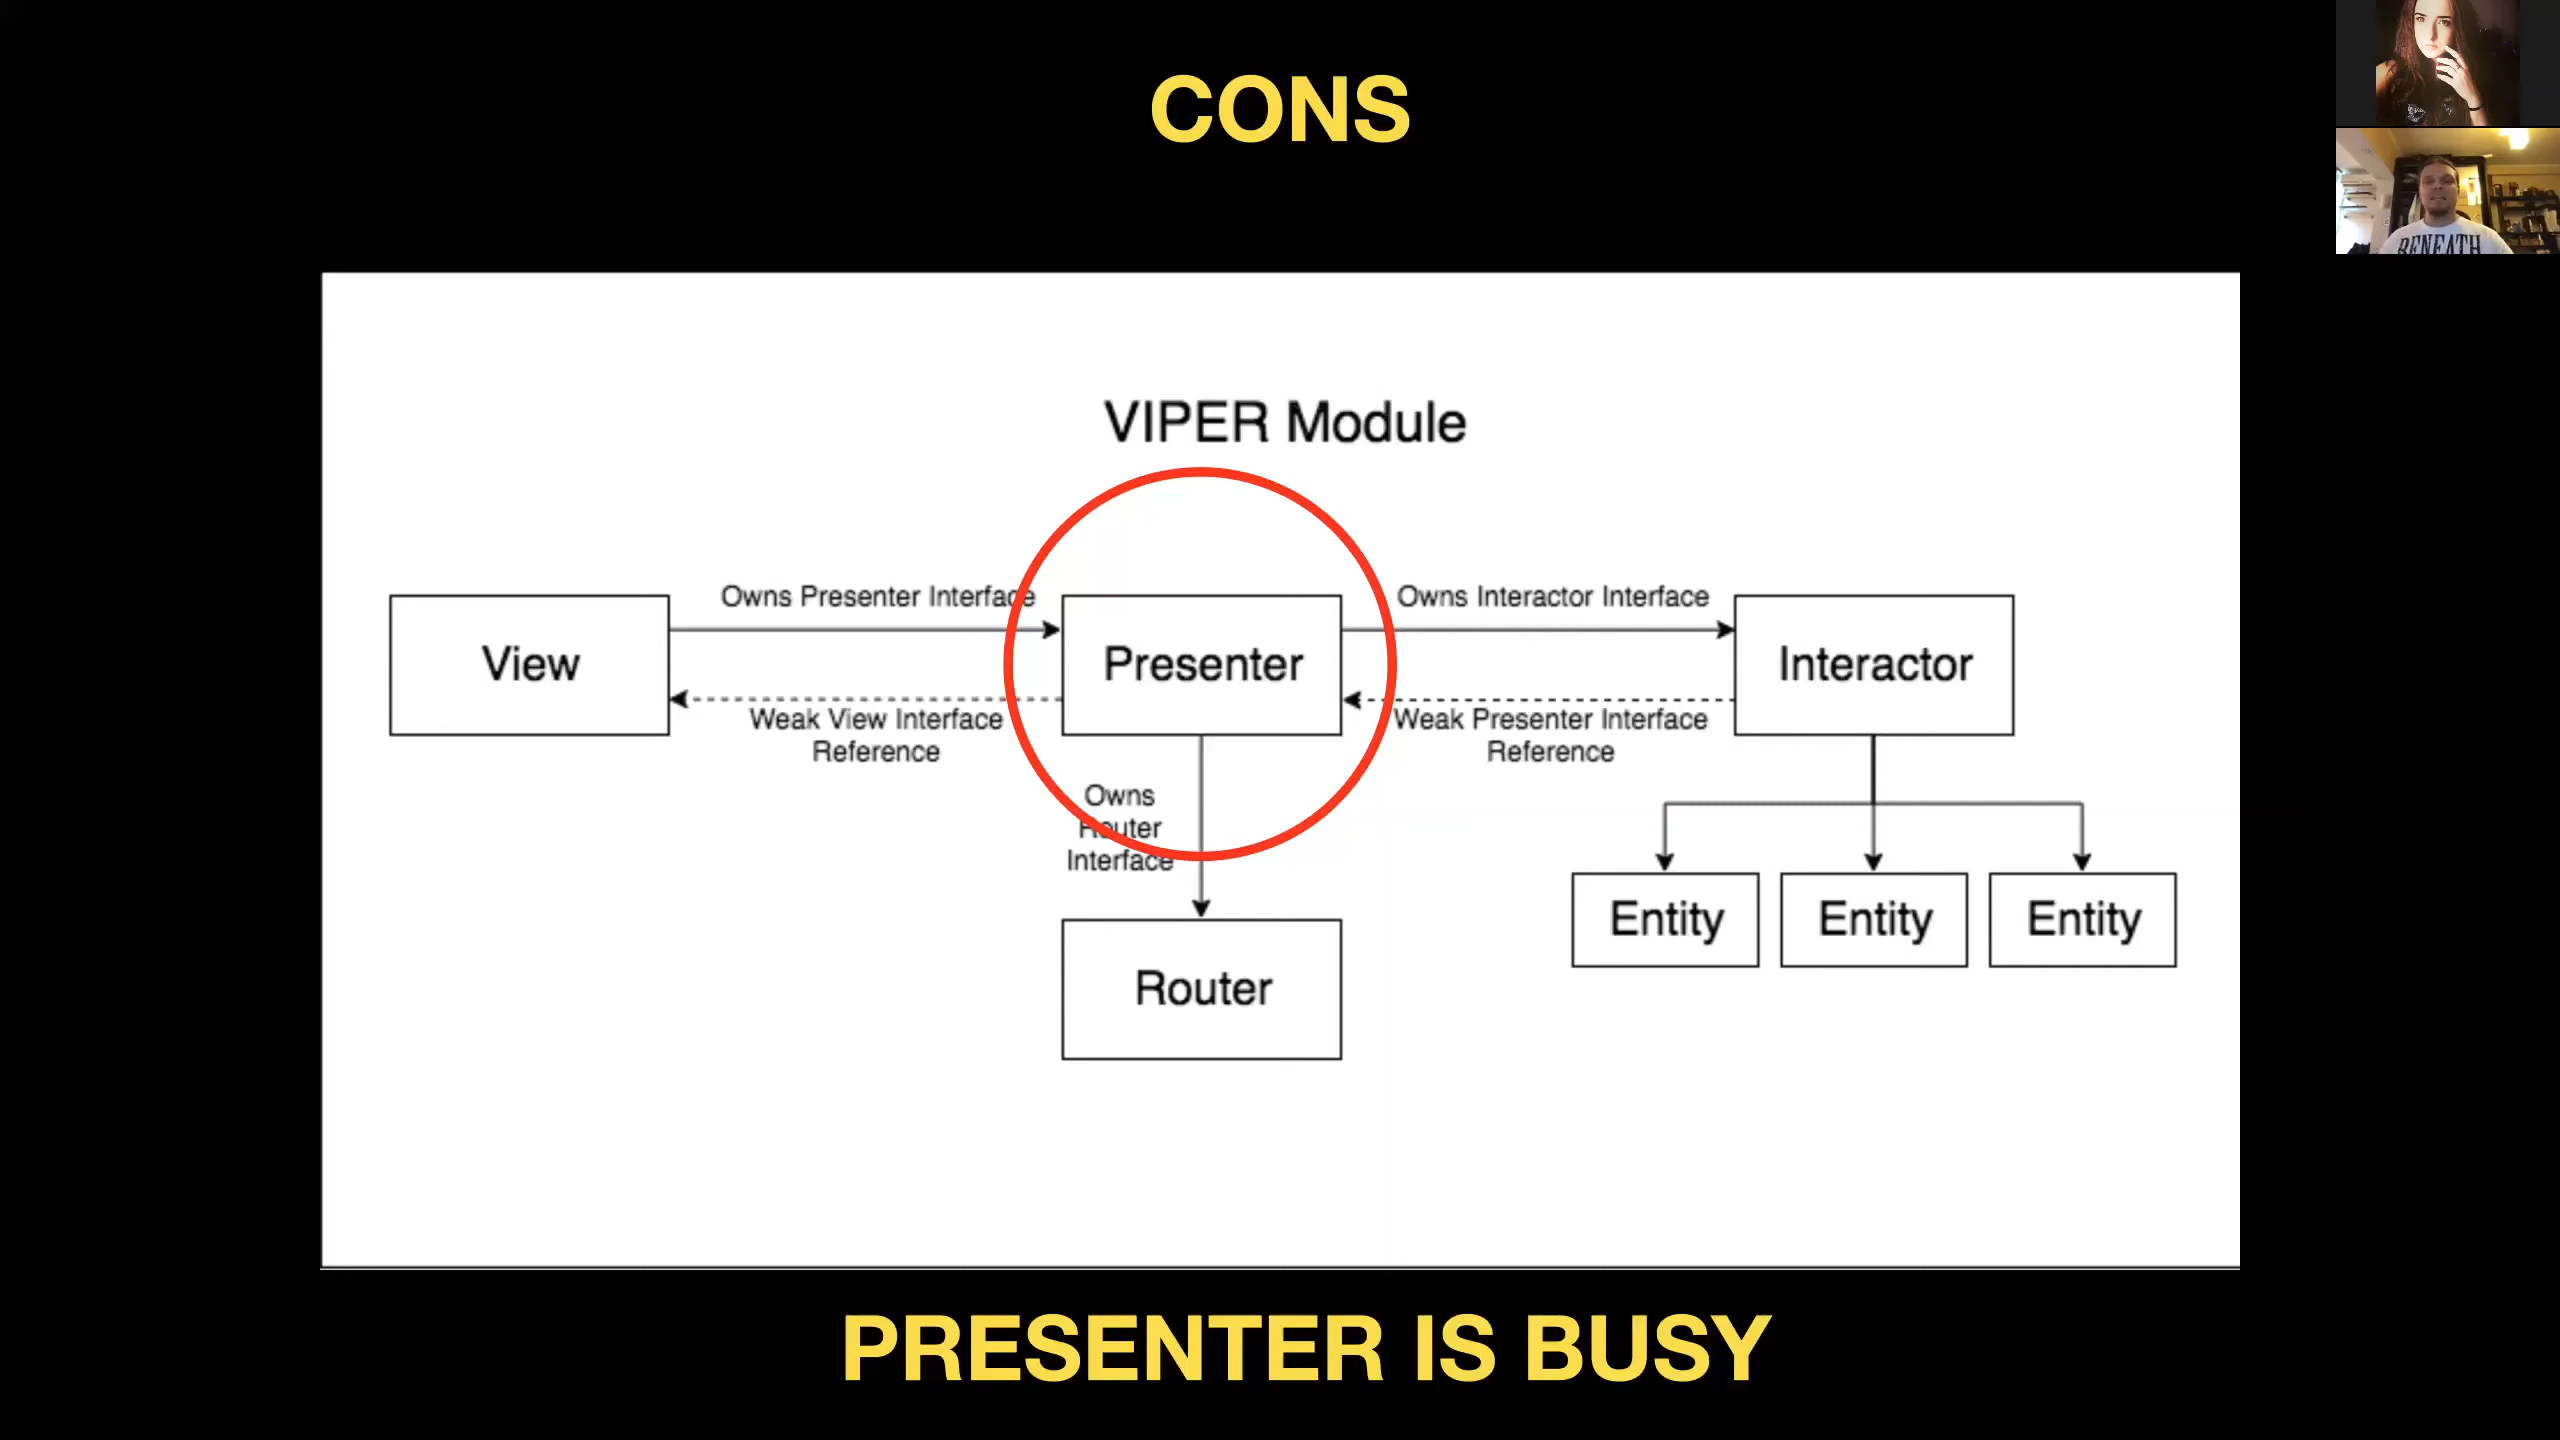 CONS
BENEATH
VIPER Module
Owns Presenter Interface
Owns Interactor Interface
View
Presenter
Interactor
Weak View Interface
Reference
Weak Presenter Interface
Reference
Owns
Router
Interface
Entity
Entity
Entity
Router
PRESENTER IS BUSY